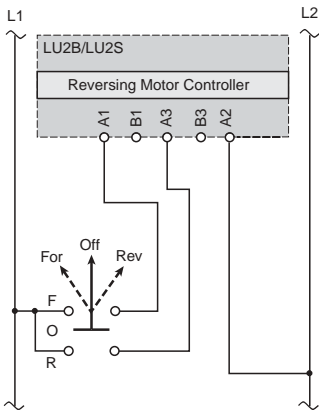 L1
L2
LU2B/LU2S
Reversing Motor Controller
A1 B1 A3 B3 A2
Off
For Rev
F
O
R